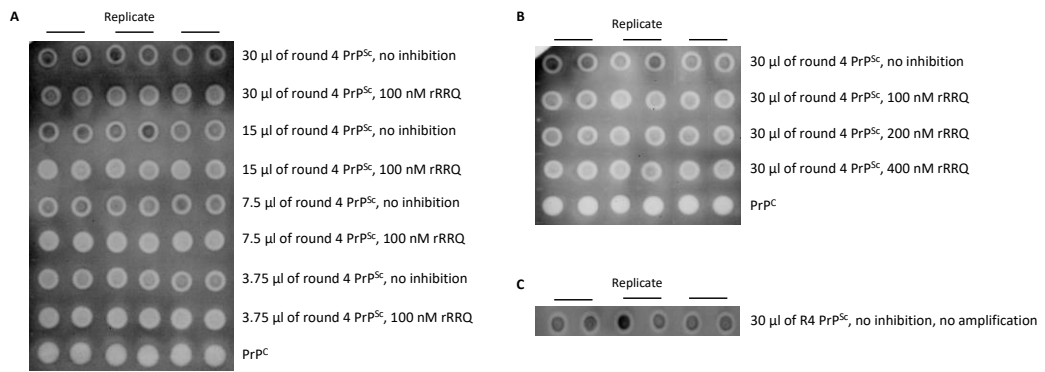 A
Replicate
30 µl of round 4 PrPSc, no inhibition
30 µl of round 4 PrPSc, 100 nM rRRQ
15 µl of round 4 PrPSc, no inhibition
15 µl of round 4 PrPSc, 100 nM rRRQ
7.5 µl of round 4 PrPSc, no inhibition
7.5 µl of round 4 PrPSc, 100 nM rRRQ
3.75 µl of round 4 PrPSc, no inhibition
3.75 µl of round 4 PrPSc, 100 nM rRRQ
PrPC
B
Replicate
30 µl of round 4 PrPSc, no inhibition
30 µl of round 4 PrPSc, 100 nM rRRQ
30 µl of round 4 PrPSc, 200 nM rRRQ
30 µl of round 4 PrPSc, 400 nM rRRQ
PrPC
C
Replicate
30 µl of R4 PrPSc, no inhibition, no amplification